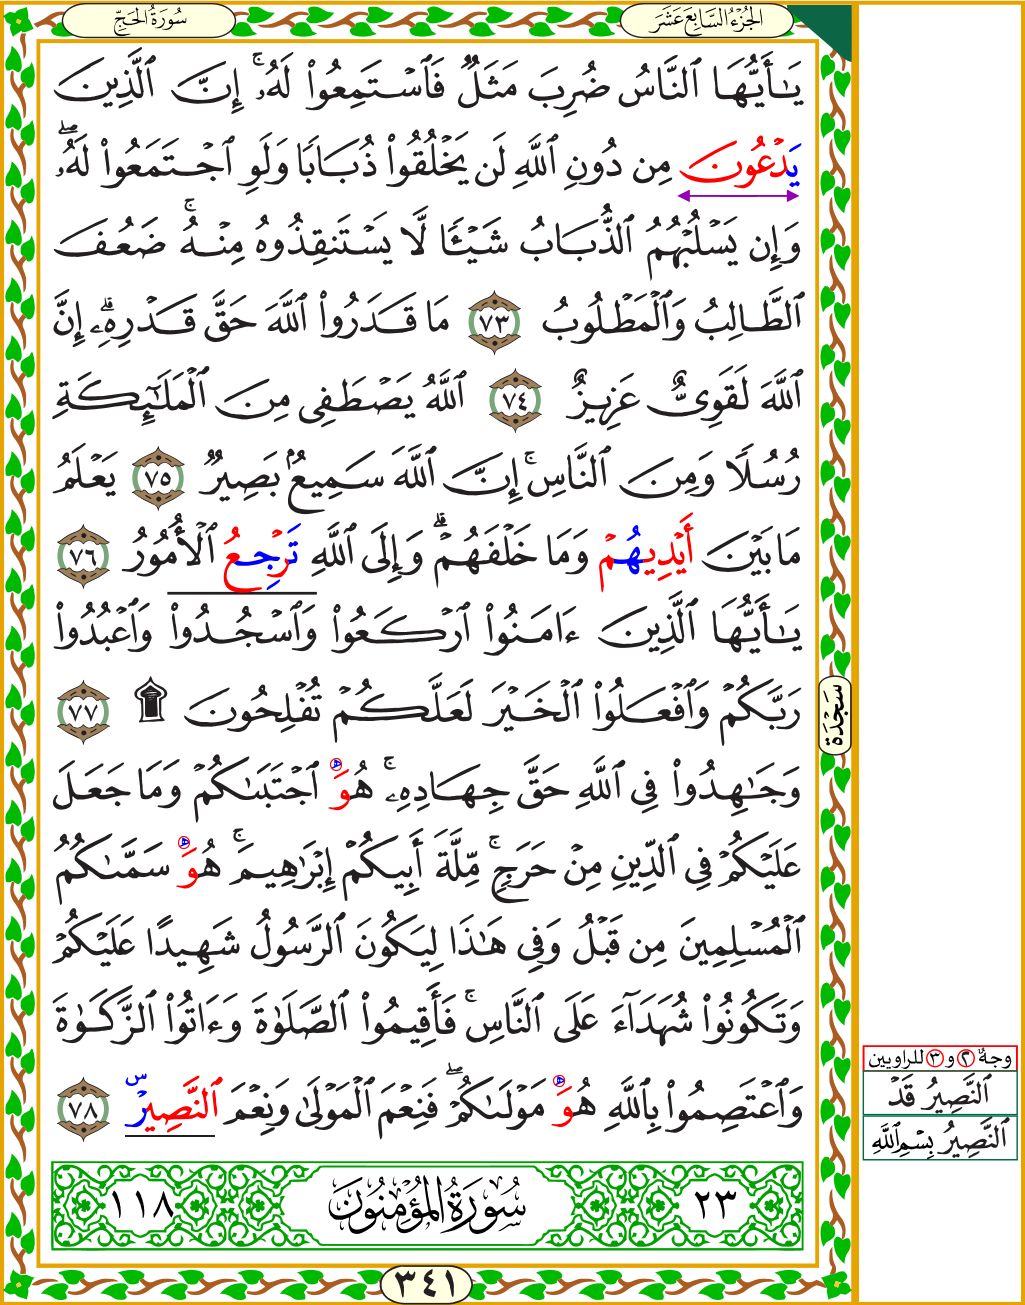 سُورَةُ الحَجِّ
الجُزْءُ السَّابِعَ عَشَرَ
يَـٰٓأَيُّهَا ٱلنَّاسُ ضُرِبَ مَثَلٌ فَٱسْتَمِعُوا۟ لَهُۥٓ ۚ إِنَّ ٱلَّذِينَ
يَدْعُونَ مِن دُونِ ٱللَّهِ لَن يَخْلُقُوا۟ ذُبَابًا وَلَوِ ٱجْتَمَعُوا۟ لَهُۥ ۖ
وَإِن يَسْلُبْهُمُ ٱلذُّبَابُ شَيْـًٔا لَّا يَسْتَنقِذُوهُ مِنْهُ ۚ ضَعُفَ
ٱلطَّالِبُ وَٱلْمَطْلُوبُ ٧٣ مَا قَدَرُوا۟ ٱللَّهَ حَقَّ قَدْرِهِۦٓ ۗ إِنَّ
ٱللَّهَ لَقَوِىٌّ عَزِيزٌ ٧٤ ٱللَّهُ يَصْطَفِى مِنَ ٱلْمَلَـٰٓئِكَةِ
رُسُلًا وَمِنَ ٱلنَّاسِ ۚ إِنَّ ٱللَّهَ سَمِيعٌۢ بَصِيرٌ ٧٥ يَعْلَمُ
مَا بَيْنَ أَيْدِيهُمْ وَمَا خَلْفَهُمْ ۗ وَإِلَى ٱللَّهِ تَرْجِعُ ٱلْأُمُورُ ٧٦
يَـٰٓأَيُّهَا ٱلَّذِينَ ءَامَنُوا۟ ٱرْكَعُوا۟ وَٱسْجُدُوا۟ وَٱعْبُدُوا۟
رَبَّكُمْ وَٱفْعَلُوا۟ ٱلْخَيْرَ لَعَلَّكُمْ تُفْلِحُونَ ۩ ٧٧
سَجْدَة
وَجَـٰهِدُوا۟ فِى ٱللَّهِ حَقَّ جِهَادِهِۦ ۚ هُوَ ٱجْتَبَىٰكُمْ وَمَا جَعَلَ
عَلَيْكُمْ فِى ٱلدِّينِ مِنْ حَرَجٍ ۚ مِّلَّةَ أَبِيكُمْ إِبْرَٰهِيمَ ۚ هُوَ سَمَّىٰكُمُ
ٱلْمُسْلِمِينَ مِن قَبْلُ وَفِى هَـٰذَا لِيَكُونَ ٱلرَّسُولُ شَهِيدًا عَلَيْكُمْ
وَتَكُونُوا۟ شُهَدَآءَ عَلَى ٱلنَّاسِ ۚ فَأَقِيمُوا۟ ٱلصَّلَوٰةَ وَءَاتُوا۟ ٱلزَّكَوٰةَ
وَٱعْتَصِمُوا۟ بِٱللَّهِ هُوَ مَوْلَىٰكُمْ ۖ فَنِعْمَ ٱلْمَوْلَىٰ وَنِعْمَ ٱلنَّصِيرُ ٧٨
وجهُ ٢ و ٣ للراويين
ٱلنَّصِيرُ قَدْ
ٱلنَّصِيرُ بِسْمِ ٱللَّهِ
٢٣ سُورَةُ المُؤْمِنُونَ ١١٨
٣٤١